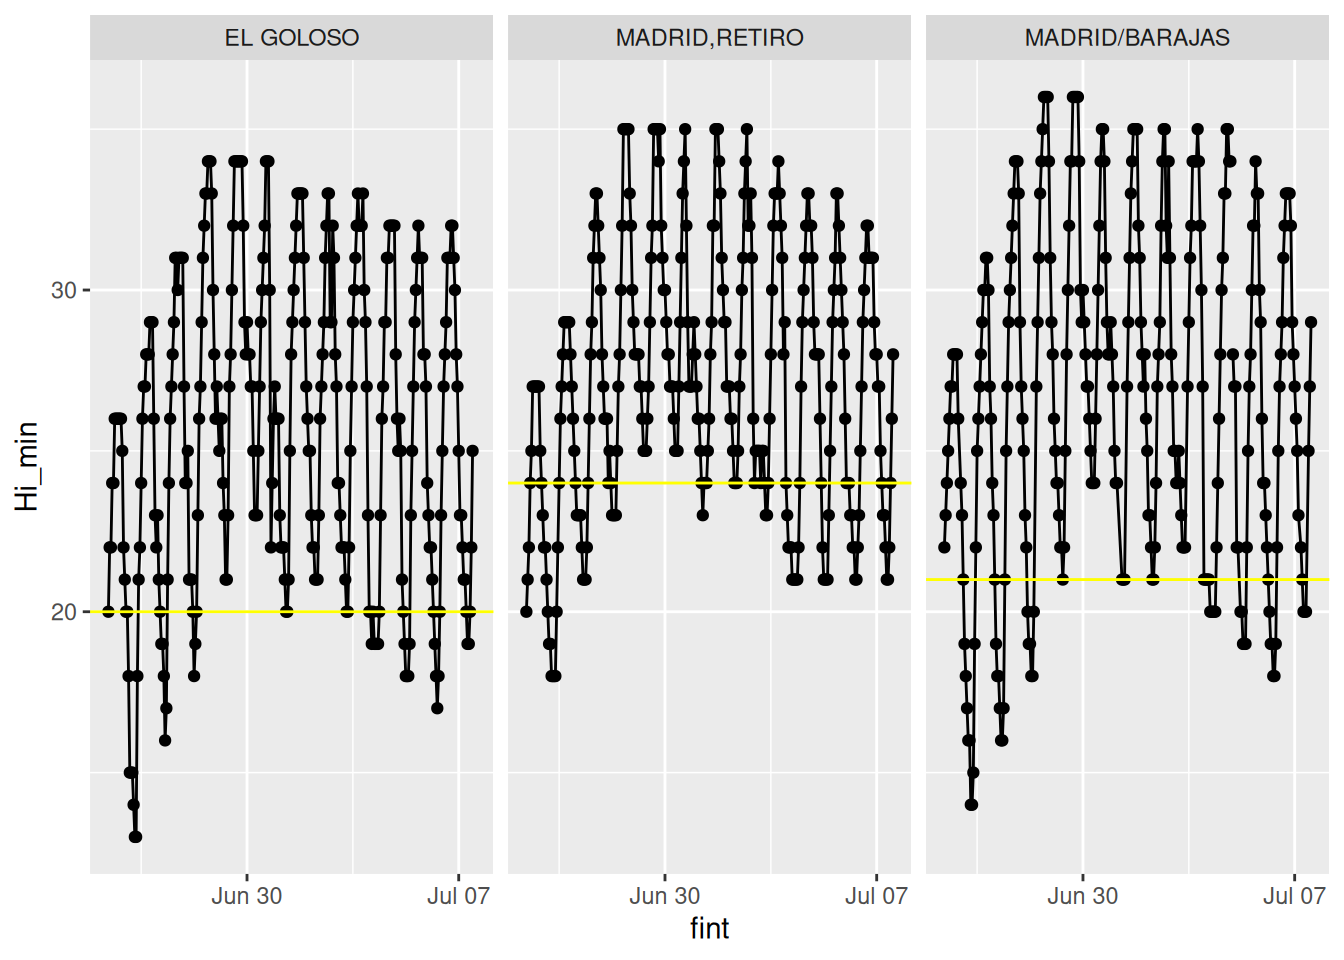 EL GOLOSO
MADRID,RETIRO
MADRID/BARAJAS
Hi_min
30
20
Jun 30
Jul 07
Jun 30
Jul 07
Jun 30
Jul 07
fint